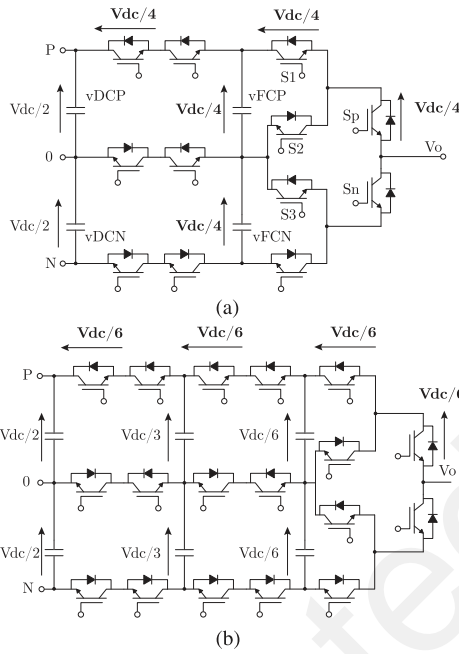 Vdc/4 Vdc/4
P
S1
Vdc/2 vDCP Vdc/4 vFCP Sp Vdc/4
S2
0 Vo
S3 Sn
Vdc/2 vDCN Vdc/4 vFCN
N
(a)
Vdc/6 Vdc/6 Vdc/6
P
Vdc/6
Vdc/2 Vdc/3 Vdc/6
Vo
0
Vdc/2 Vdc/3 Vdc/6
N
(b)